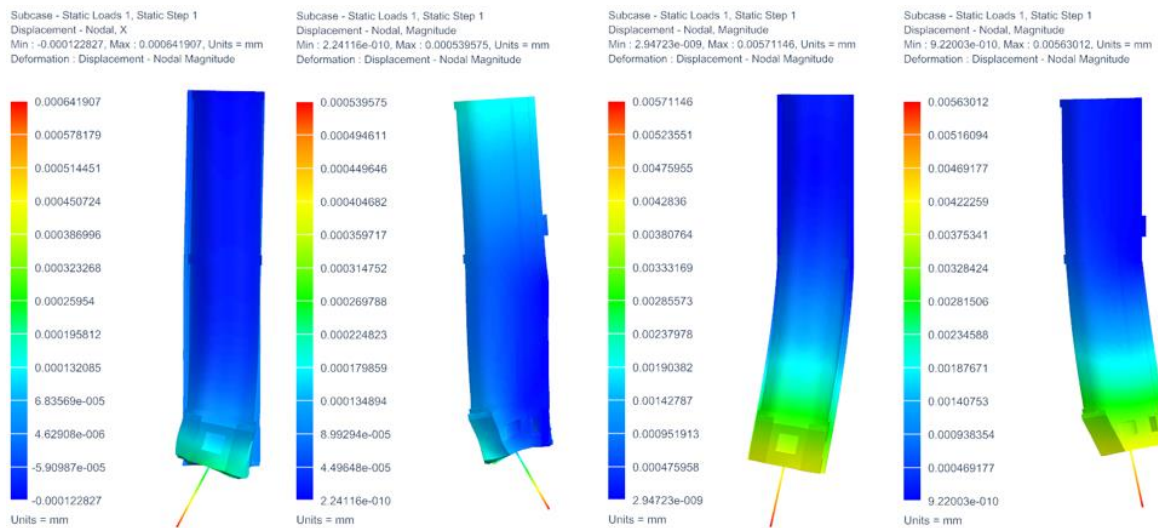 Subcase - Static Loads 1, Static Step 1
Displacement - Nodal, X
Min : -0.000122827, Max : 0.000641907, Units = mm
Deformation : Displacement - Nodal Magnitude
0.000641907
0.000578179
0.000514451
0.000450724
0.000386996
0.000323268
0.00025954
0.000195812
0.000132085
6.83569e-005
4.62908e-006
-5.90987e-005
-0.000122827
Units = mm
Subcase - Static Loads 1, Static Step 1
Displacement - Nodal, Magnitude
Min : 2.24116e-010, Max : 0.000539575, Units = mm
Deformation : Displacement - Nodal Magnitude
0.000539575
0.000494611
0.000449646
0.000404682
0.000359717
0.000314752
0.000269788
0.000224823
0.000179859
0.000134894
8.99294e-005
4.49648e-005
2.24116e-010
Units = mm
Subcase - Static Loads 1, Static Step 1
Displacement - Nodal, Magnitude
Min : 2.94723e-009, Max : 0.00571146, Units = mm
Deformation : Displacement - Nodal Magnitude
0.00571146
0.00523551
0.00475955
0.0042836
0.00380764
0.00333169
0.00285573
0.00237978
0.00190382
0.00142787
0.000951913
0.000475958
2.94723e-009
Units = mm
Subcase - Static Loads 1, Static Step 1
Displacement - Nodal, Magnitude
Min : 9.22003e-010, Max : 0.00563012, Units = mm
Deformation : Displacement - Nodal Magnitude
0.00563012
0.00516094
0.00469177
0.00422259
0.00375341
0.00328424
0.00281506
0.00234588
0.00187671
0.00140753
0.000938354
0.000469177
9.22003e-010
Units = mm